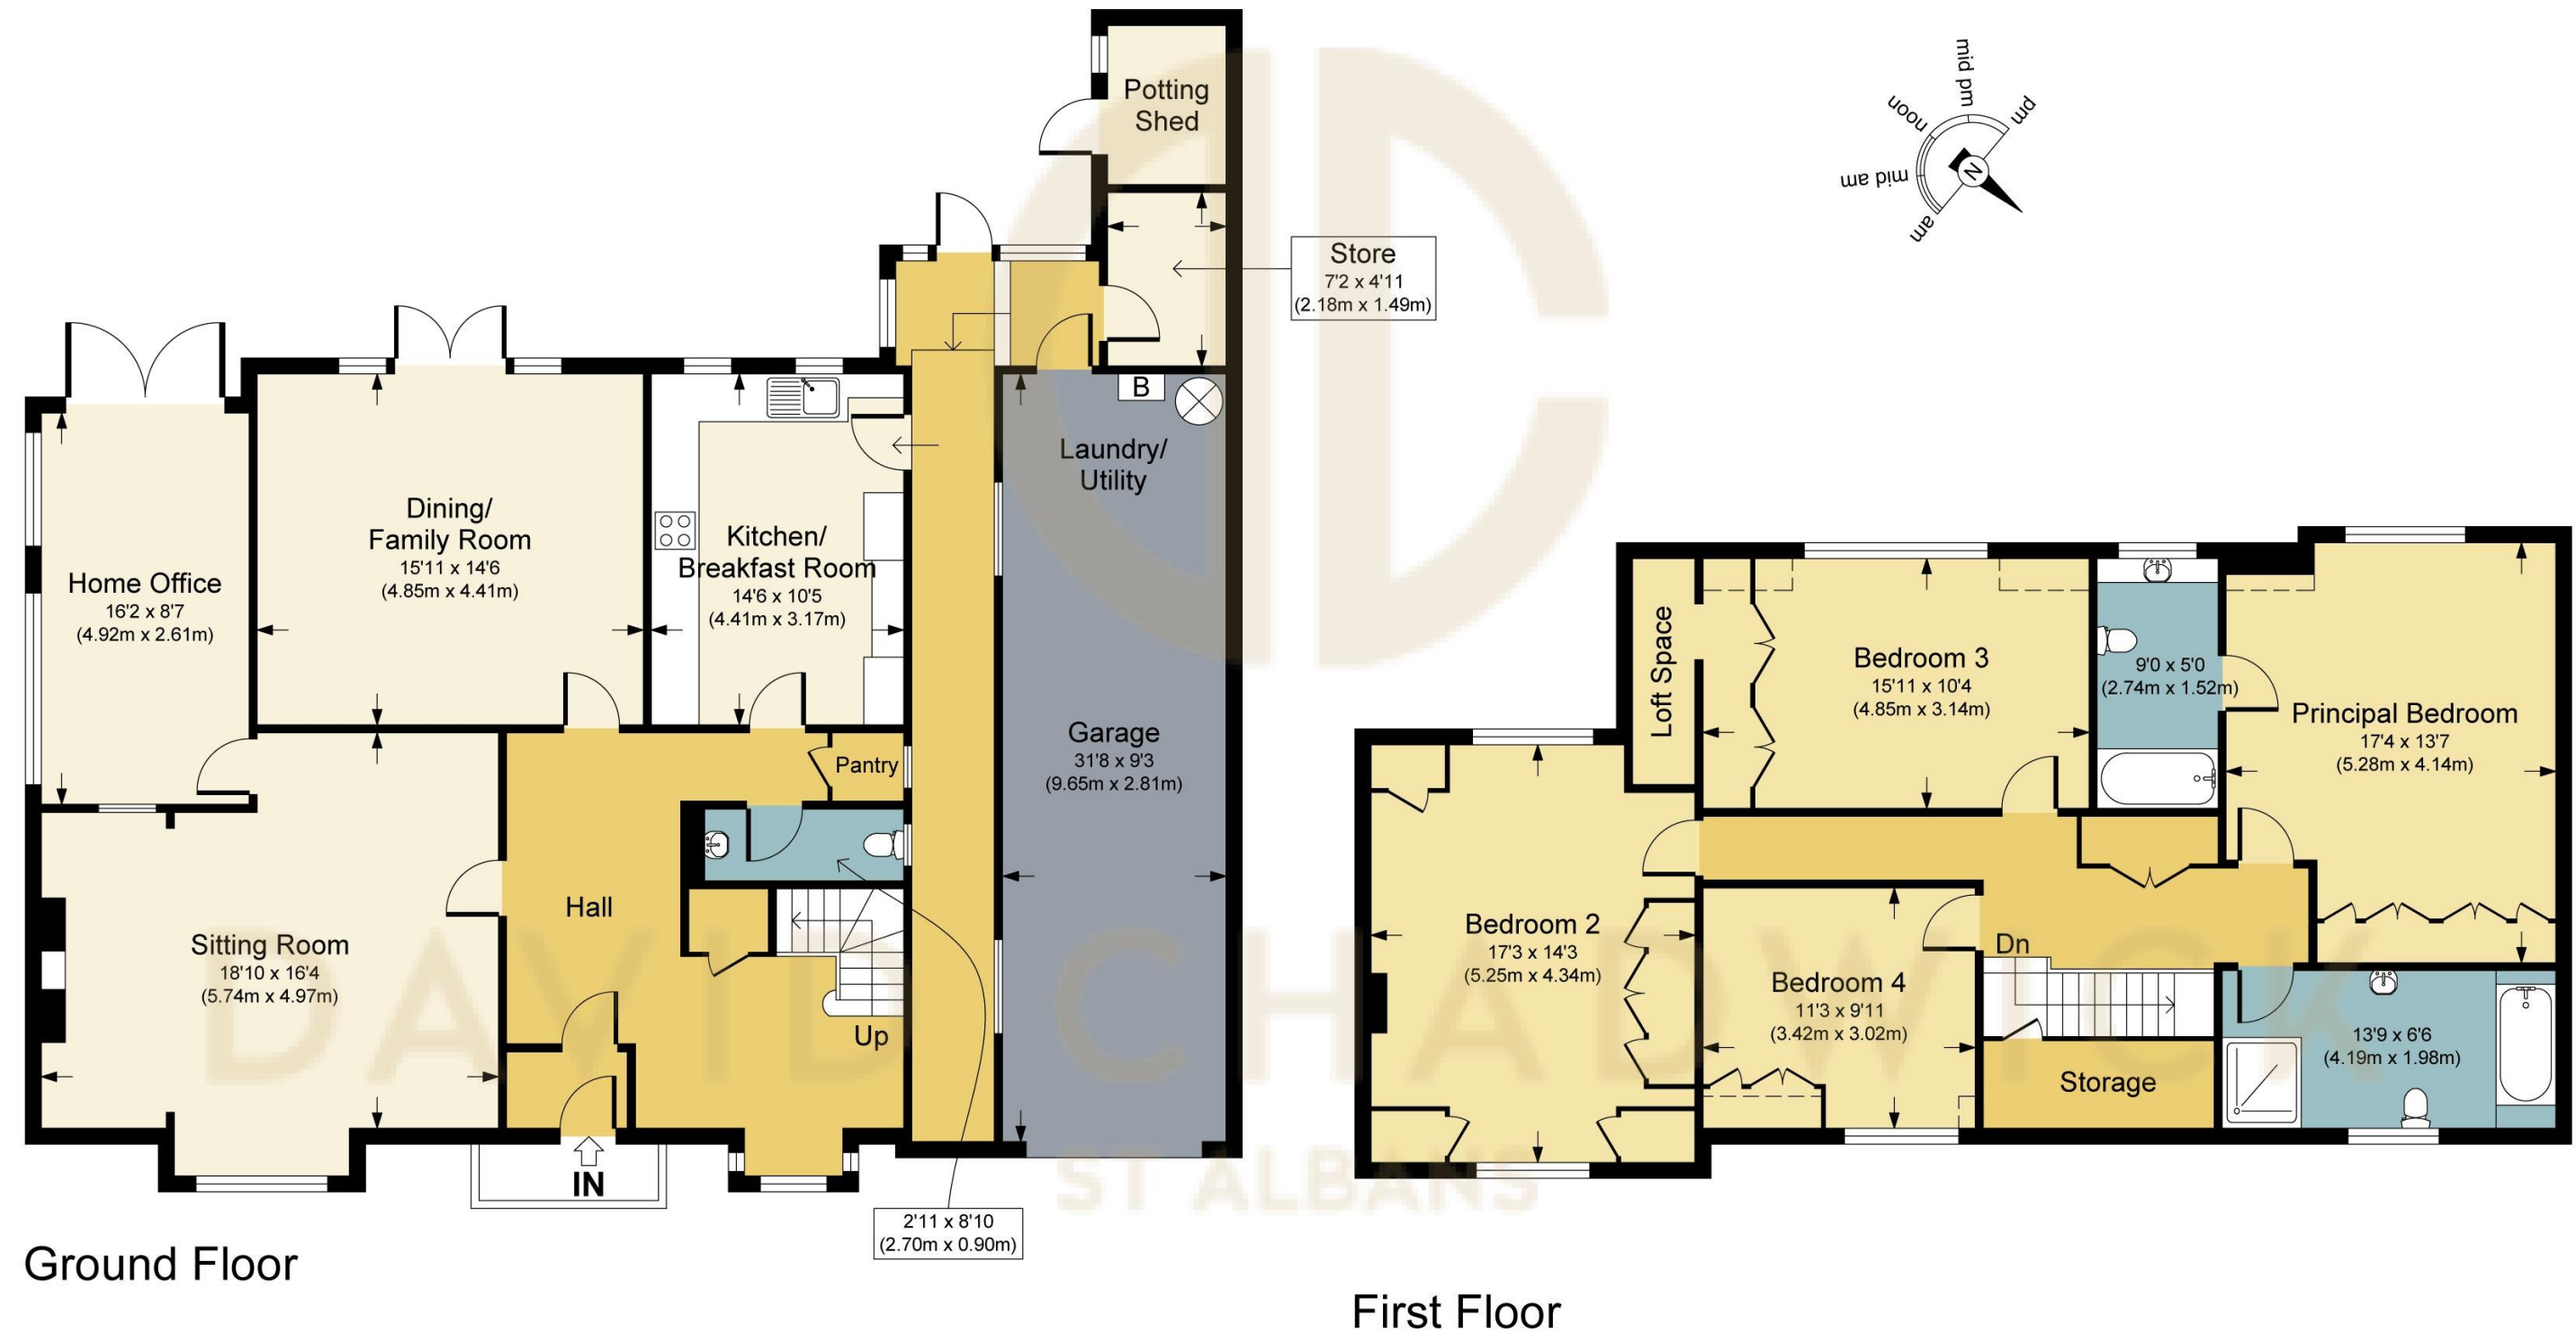 Potting
Shed
Store
7'2 x 4'11
(2.18m x 1.49m)
mid pm
noon
pm
mid am
am
N
B
Laundry/
Utility
Home Office
16'2 x 8'7
(4.92m x 2.61m)
Dining/
Family Room
15'11 x 14'6
(4.85m x 4.41m)
Kitchen/
Breakfast Room
14'6 x 10'5
(4.41m x 3.17m)
Garage
31'8 x 9'3
(9.65m x 2.81m)
Pantry
Hall
Sitting Room
18'10 x 16'4
(5.74m x 4.97m)
Up
IN
2'11 x 8'10
(2.70m x 0.90m)
Ground Floor
Loft Space
Bedroom 3
15'11 x 10'4
(4.85m x 3.14m)
9'0 x 5'0
(2.74m x 1.52m)
Principal Bedroom
17'4 x 13'7
(5.28m x 4.14m)
Bedroom 2
17'3 x 14'3
(5.25m x 4.34m)
Dn
Bedroom 4
11'3 x 9'11
(3.42m x 3.02m)
Storage
13'9 x 6'6
(4.19m x 1.98m)
First Floor
DAVID CHADWICK
ST ALBANS